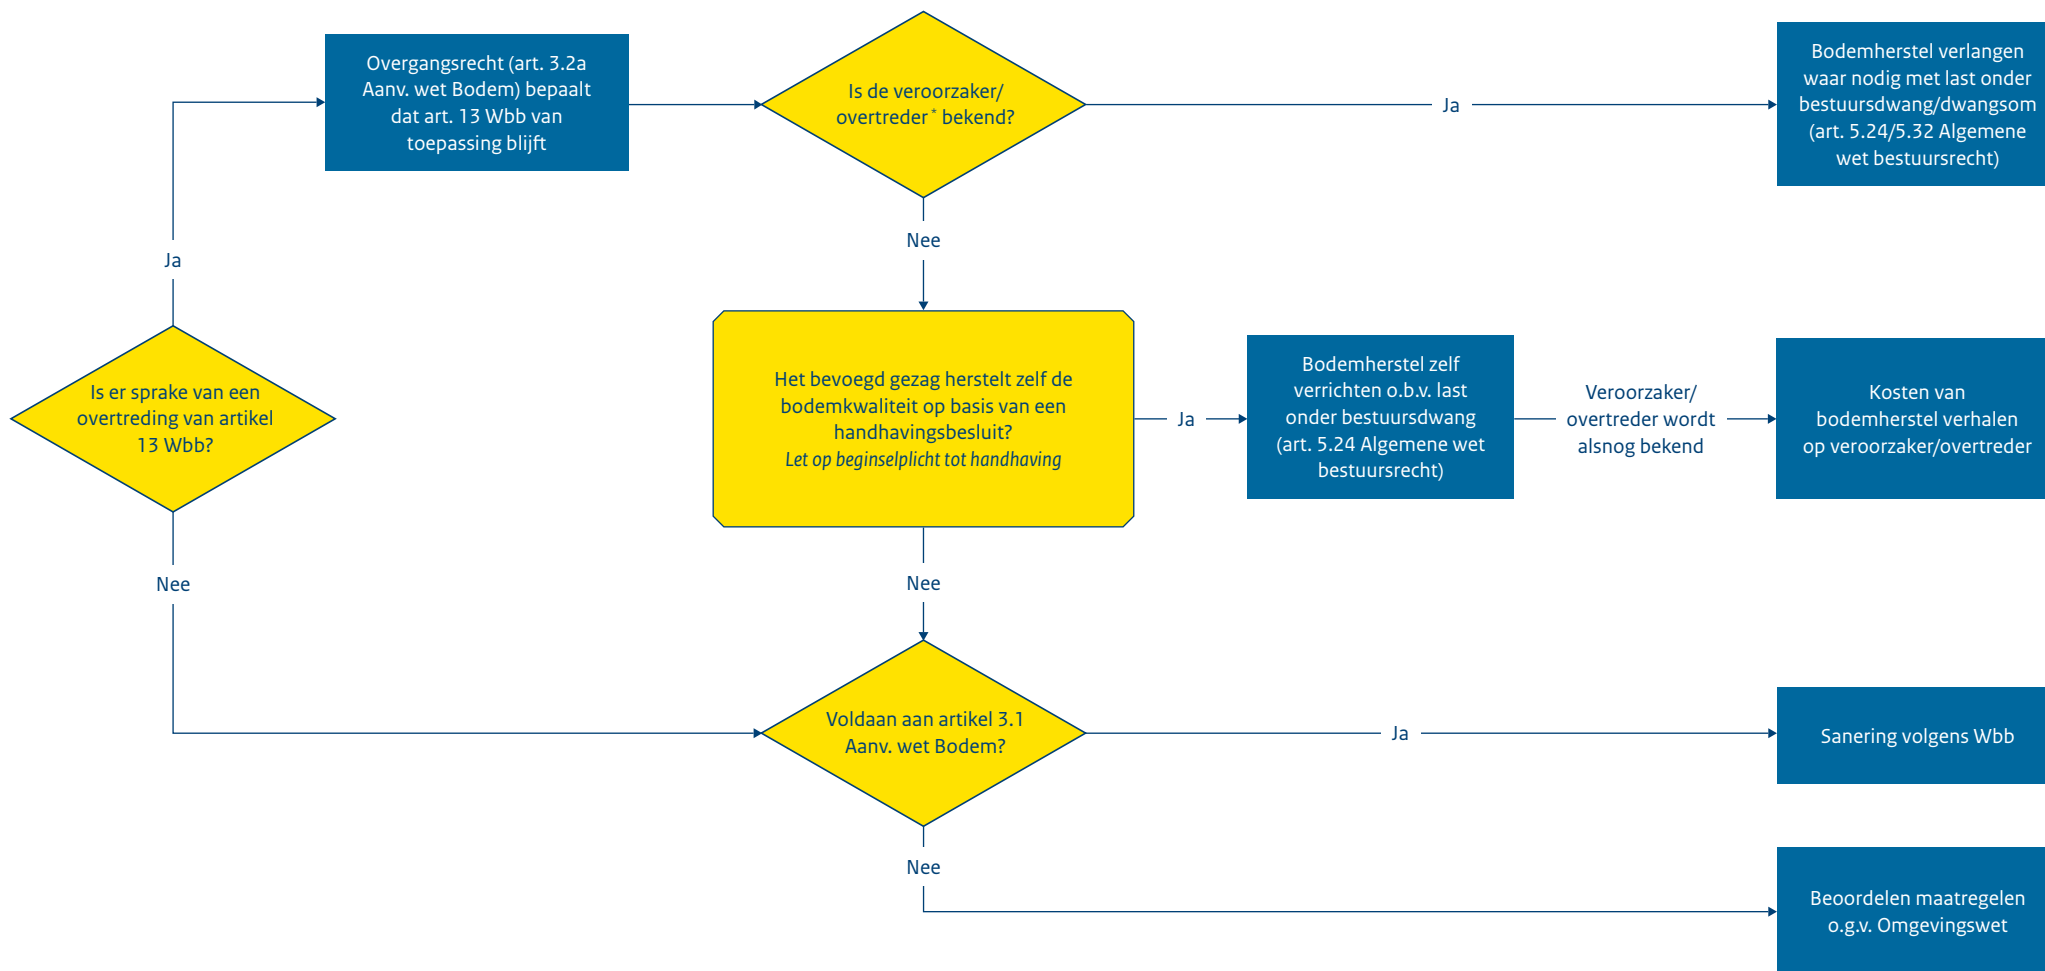 Overgangsrecht (art. 3.2a
Aanv. wet Bodem) bepaalt
dat art. 13 Wbb van
toepassing blijft
Is de veroorzaker/
overtreder* bekend?
Ja
Bodemherstel verlangen
waar nodig met last onder
bestuursdwang/dwangsom
(art. 5.24/5.32 Algemene
wet bestuursrecht)
Nee
Ja
Is er sprake van een
overtreding van artikel
13 Wbb?
Het bevoegd gezag herstelt zelf de
bodemkwaliteit op basis van een
handhavingsbesluit?
Let op beginselplicht tot handhaving
Ja
Bodemherstel zelf
verrichten o.b.v. last
onder bestuursdwang
(art. 5.24 Algemene wet
bestuursrecht)
Veroorzaker/
overtreder wordt
alsnog bekend
Kosten van
bodemherstel verhalen
op veroorzaker/overtreder
Nee
Nee
Voldaan aan artikel 3.1
Aanv. wet Bodem?
Ja
Sanering volgens Wbb
Nee
Beoordelen maatregelen
o.g.v. Omgevingswet